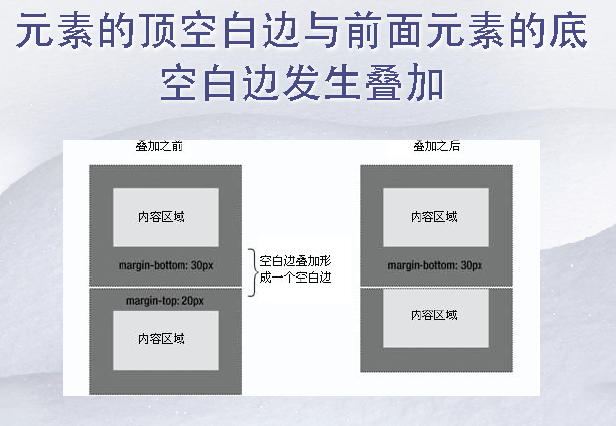 元素的顶空白边与前面元素的底
空白边发生叠加
叠加之前
叠加之后
内容区域
内容区域
margin-bottom: 30px
空白边叠加形
成一个空白边
margin-bottom: 30px
margin-top: 20px
内容区域
内容区域